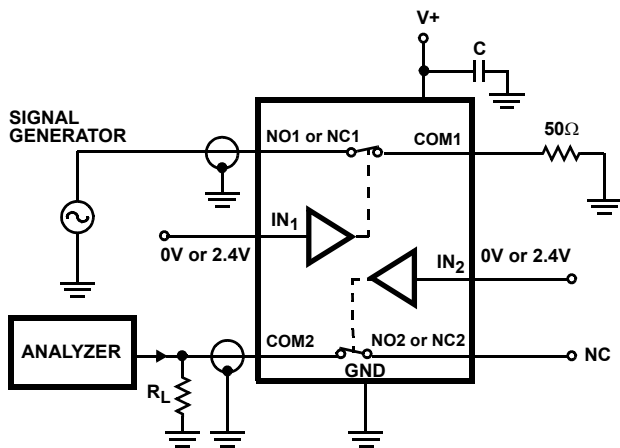 V+
C
SIGNAL
GENERATOR
NO1 or NC1
COM1
50Ω
IN1
0V or 2.4V
IN2
0V or 2.4V
ANALYZER
COM2
NO2 or NC2
NC
GND
RL